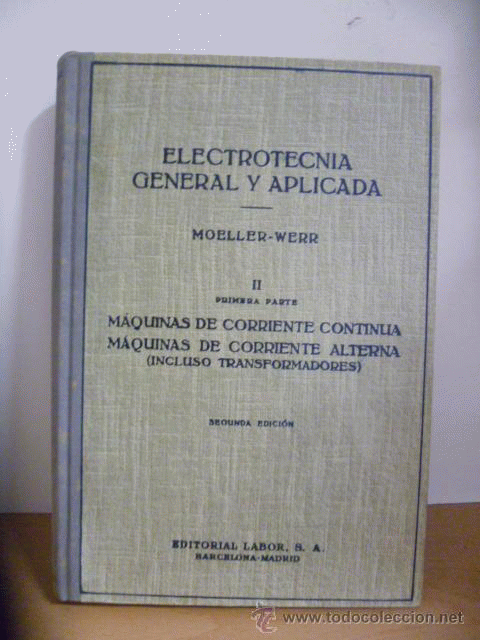 ELECTROTECNIA
GENERAL Y APLICADA
MOELLER-WERR
II
PRIMERA PARTE
MÁQUINAS DE CORRIENTE CONTINUA
MÁQUINAS DE CORRIENTE ALTERNA
(INCLUSO TRANSFORMADORES)
SEGUNDA EDICIÓN
EDITORIAL LABOR, S. A.
BARCELONA-MADRID
www.todocoleccion.net